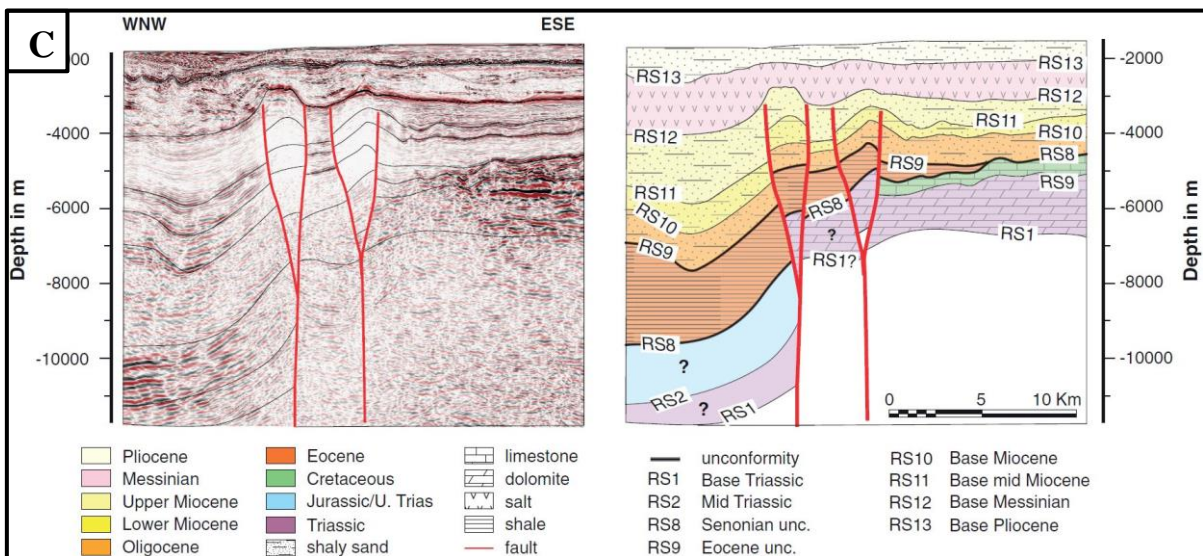 C
WNW
ESE
Depth in m
000
-4000
-6000
-8000
-10000
RS13
RS12
RS11
RS10
RS9
RS8
RS2
RS1
?
?
RS8
?
RS1?
RS9
RS13
RS12
RS11
RS10
RS8
RS9
RS1
0 5 10 Km
-2000
-4000
-6000
-8000
-10000
Depth in m
Pliocene
Messinian
Upper Miocene
Lower Miocene
Oligocene
Eocene
Cretaceous
Jurassic/U. Trias
Triassic
shaly sand
limestone
dolomite
salt
shale
fault
unconformity
RS1 Base Triassic
RS2 Mid Triassic
RS8 Senonian unc.
RS9 Eocene unc.
RS10 Base Miocene
RS11 Base mid Miocene
RS12 Base Messinian
RS13 Base Pliocene